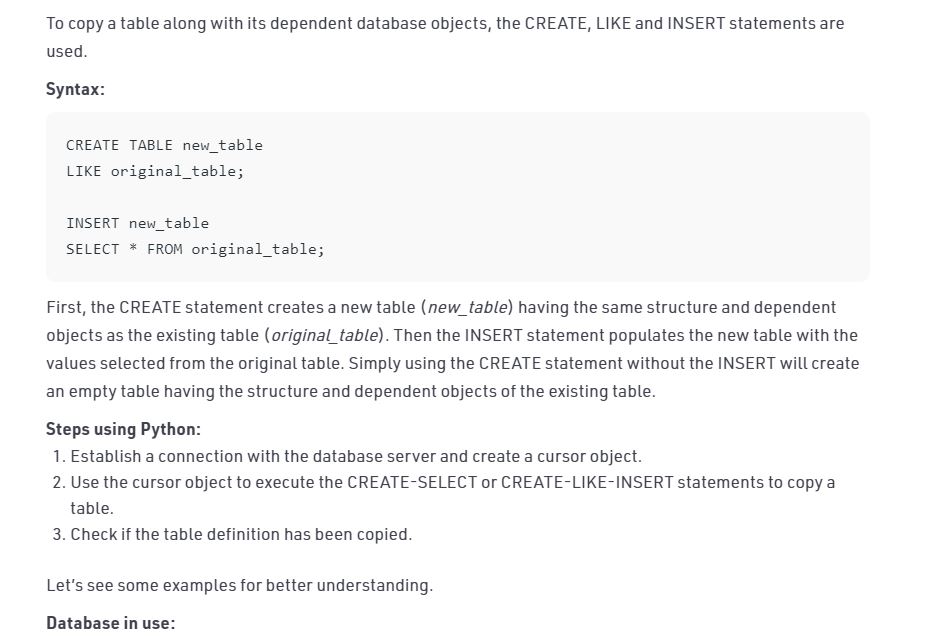 To copy a table along with its dependent database objects, the CREATE, LIKE and INSERT statements are
used.
Syntax:
CREATE TABLE new_table
LIKE original_table;
INSERT new_table
SELECT * FROM original_table;
First, the CREATE statement creates a new table (new_table) having the same structure and dependent
objects as the existing table (original_table). Then the INSERT statement populates the new table with the
values selected from the original table. Simply using the CREATE statement without the INSERT will create
an empty table having the structure and dependent objects of the existing table.
Steps using Python:
1. Establish a connection with the database server and create a cursor object.
2. Use the cursor object to execute the CREATE-SELECT or CREATE-LIKE-INSERT statements to copy a
table.
3. Check if the table definition has been copied.
Let's see some examples for better understanding.
Database in use: